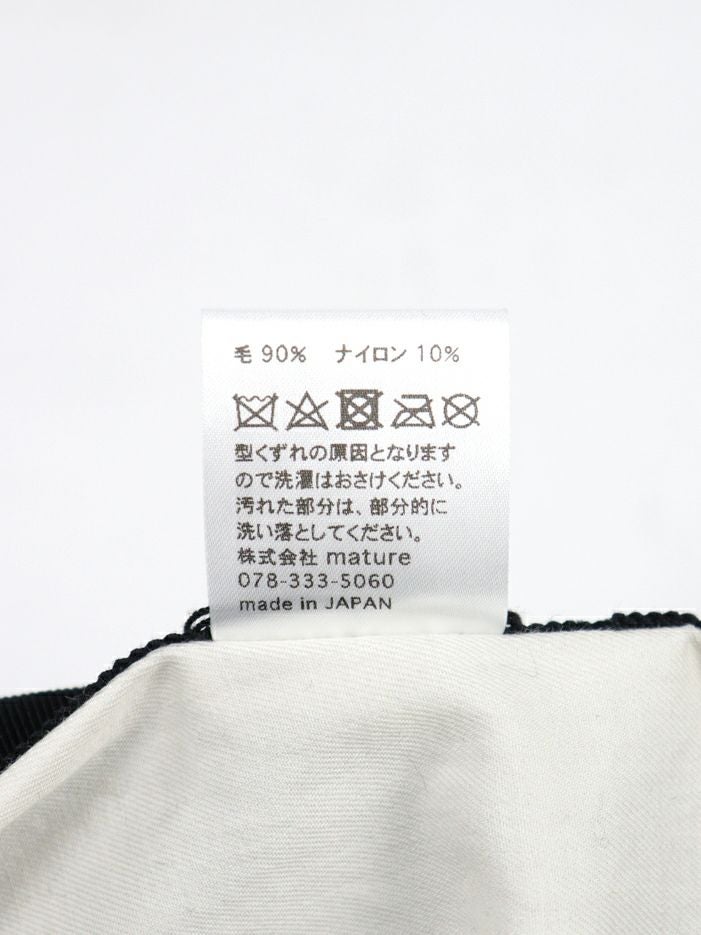 毛 90%　ナイロン 10%
型くずれの原因となります
ので洗濯はおさけください。
汚れた部分は、部分的に
洗い落としてください。
株式会社 mature
078-333-5060
made in JAPAN